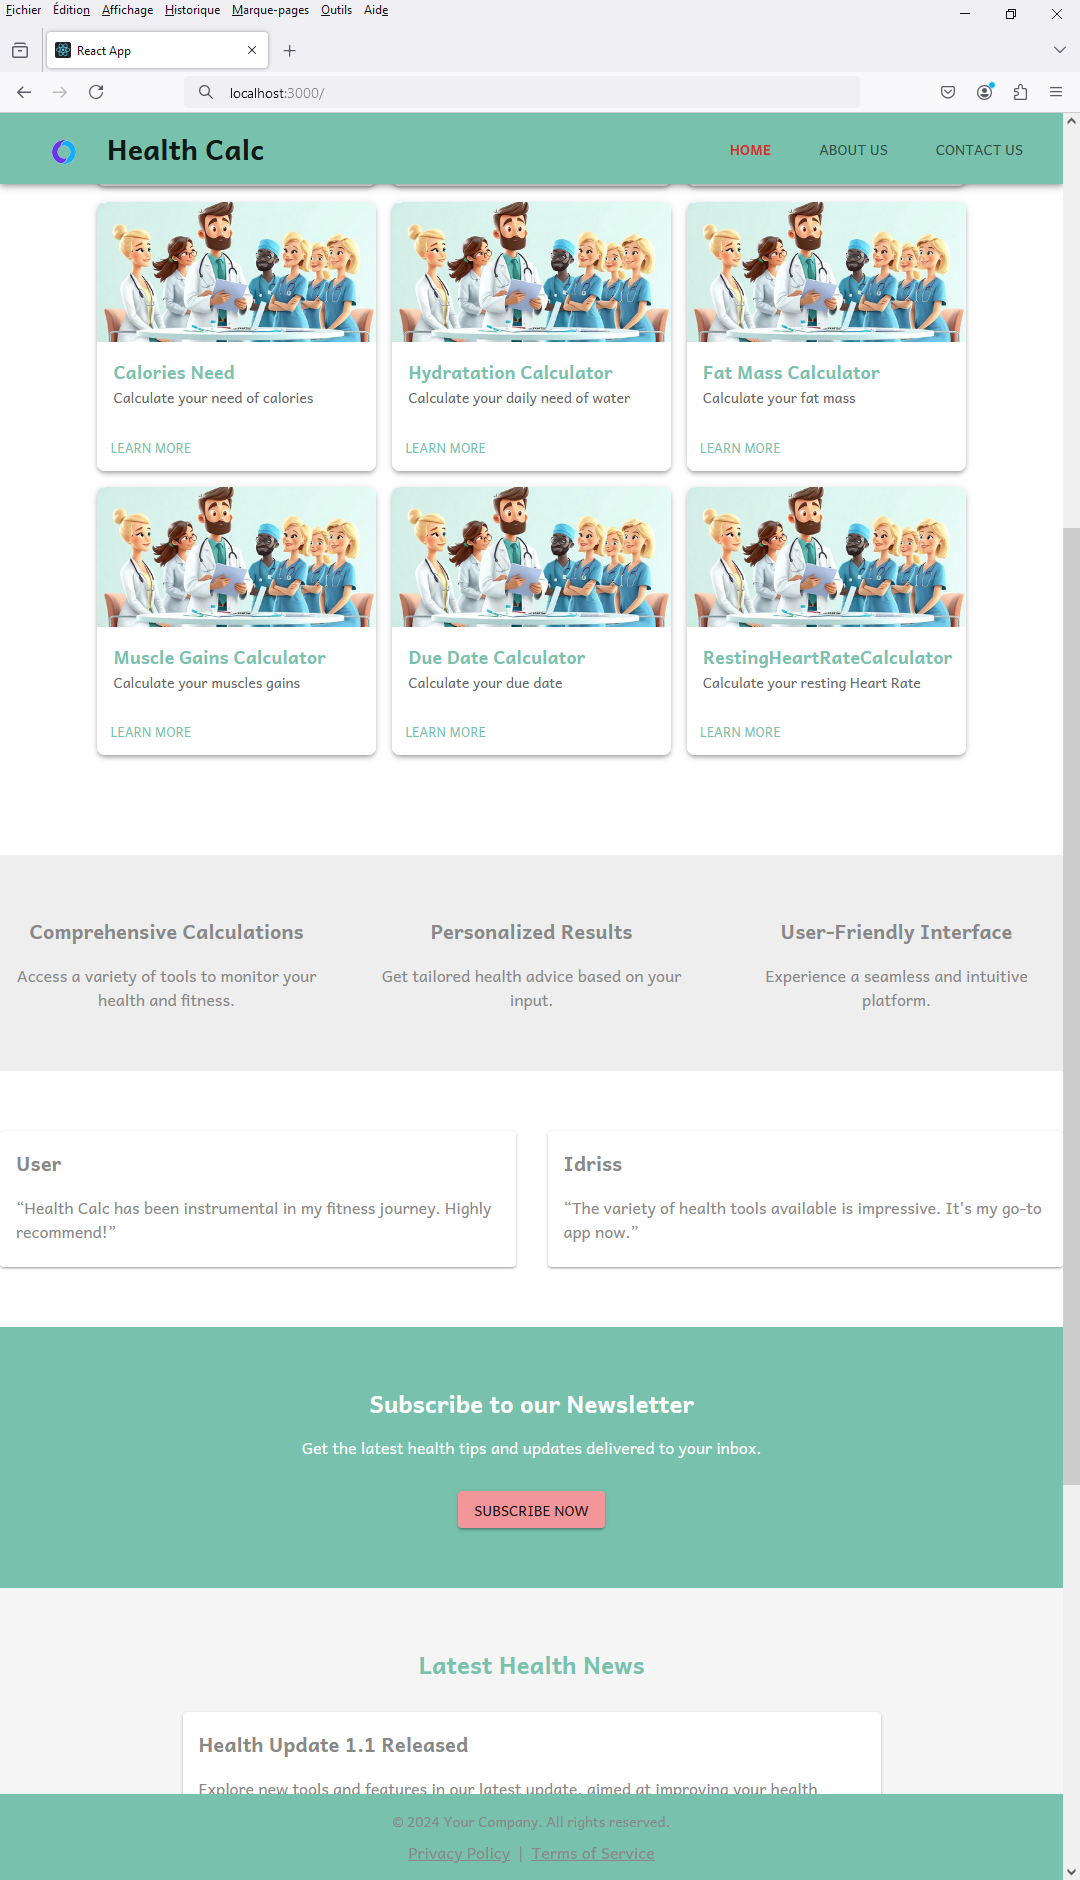 Fichier Édition Affichage Historique Marque-pages Outils Aide
React App
localhost:3000/
Health Calc
HOME
ABOUT US
CONTACT US
Calories Need
Calculate your need of calories
LEARN MORE
Hydratation Calculator
Calculate your daily need of water
LEARN MORE
Fat Mass Calculator
Calculate your fat mass
LEARN MORE
Muscle Gains Calculator
Calculate your muscles gains
LEARN MORE
Due Date Calculator
Calculate your due date
LEARN MORE
RestingHeartRateCalculator
Calculate your resting Heart Rate
LEARN MORE
Comprehensive Calculations
Access a variety of tools to monitor your
health and fitness.
Personalized Results
Get tailored health advice based on your
input.
User-Friendly Interface
Experience a seamless and intuitive
platform.
User
“Health Calc has been instrumental in my fitness journey. Highly
recommend!”
Idriss
“The variety of health tools available is impressive. It's my go-to
app now.”
Subscribe to our Newsletter
Get the latest health tips and updates delivered to your inbox.
SUBSCRIBE NOW
Latest Health News
Health Update 1.1 Released
Explore new tools and features in our latest update, aimed at improving your health
© 2024 Your Company. All rights reserved.
Privacy Policy | Terms of Service